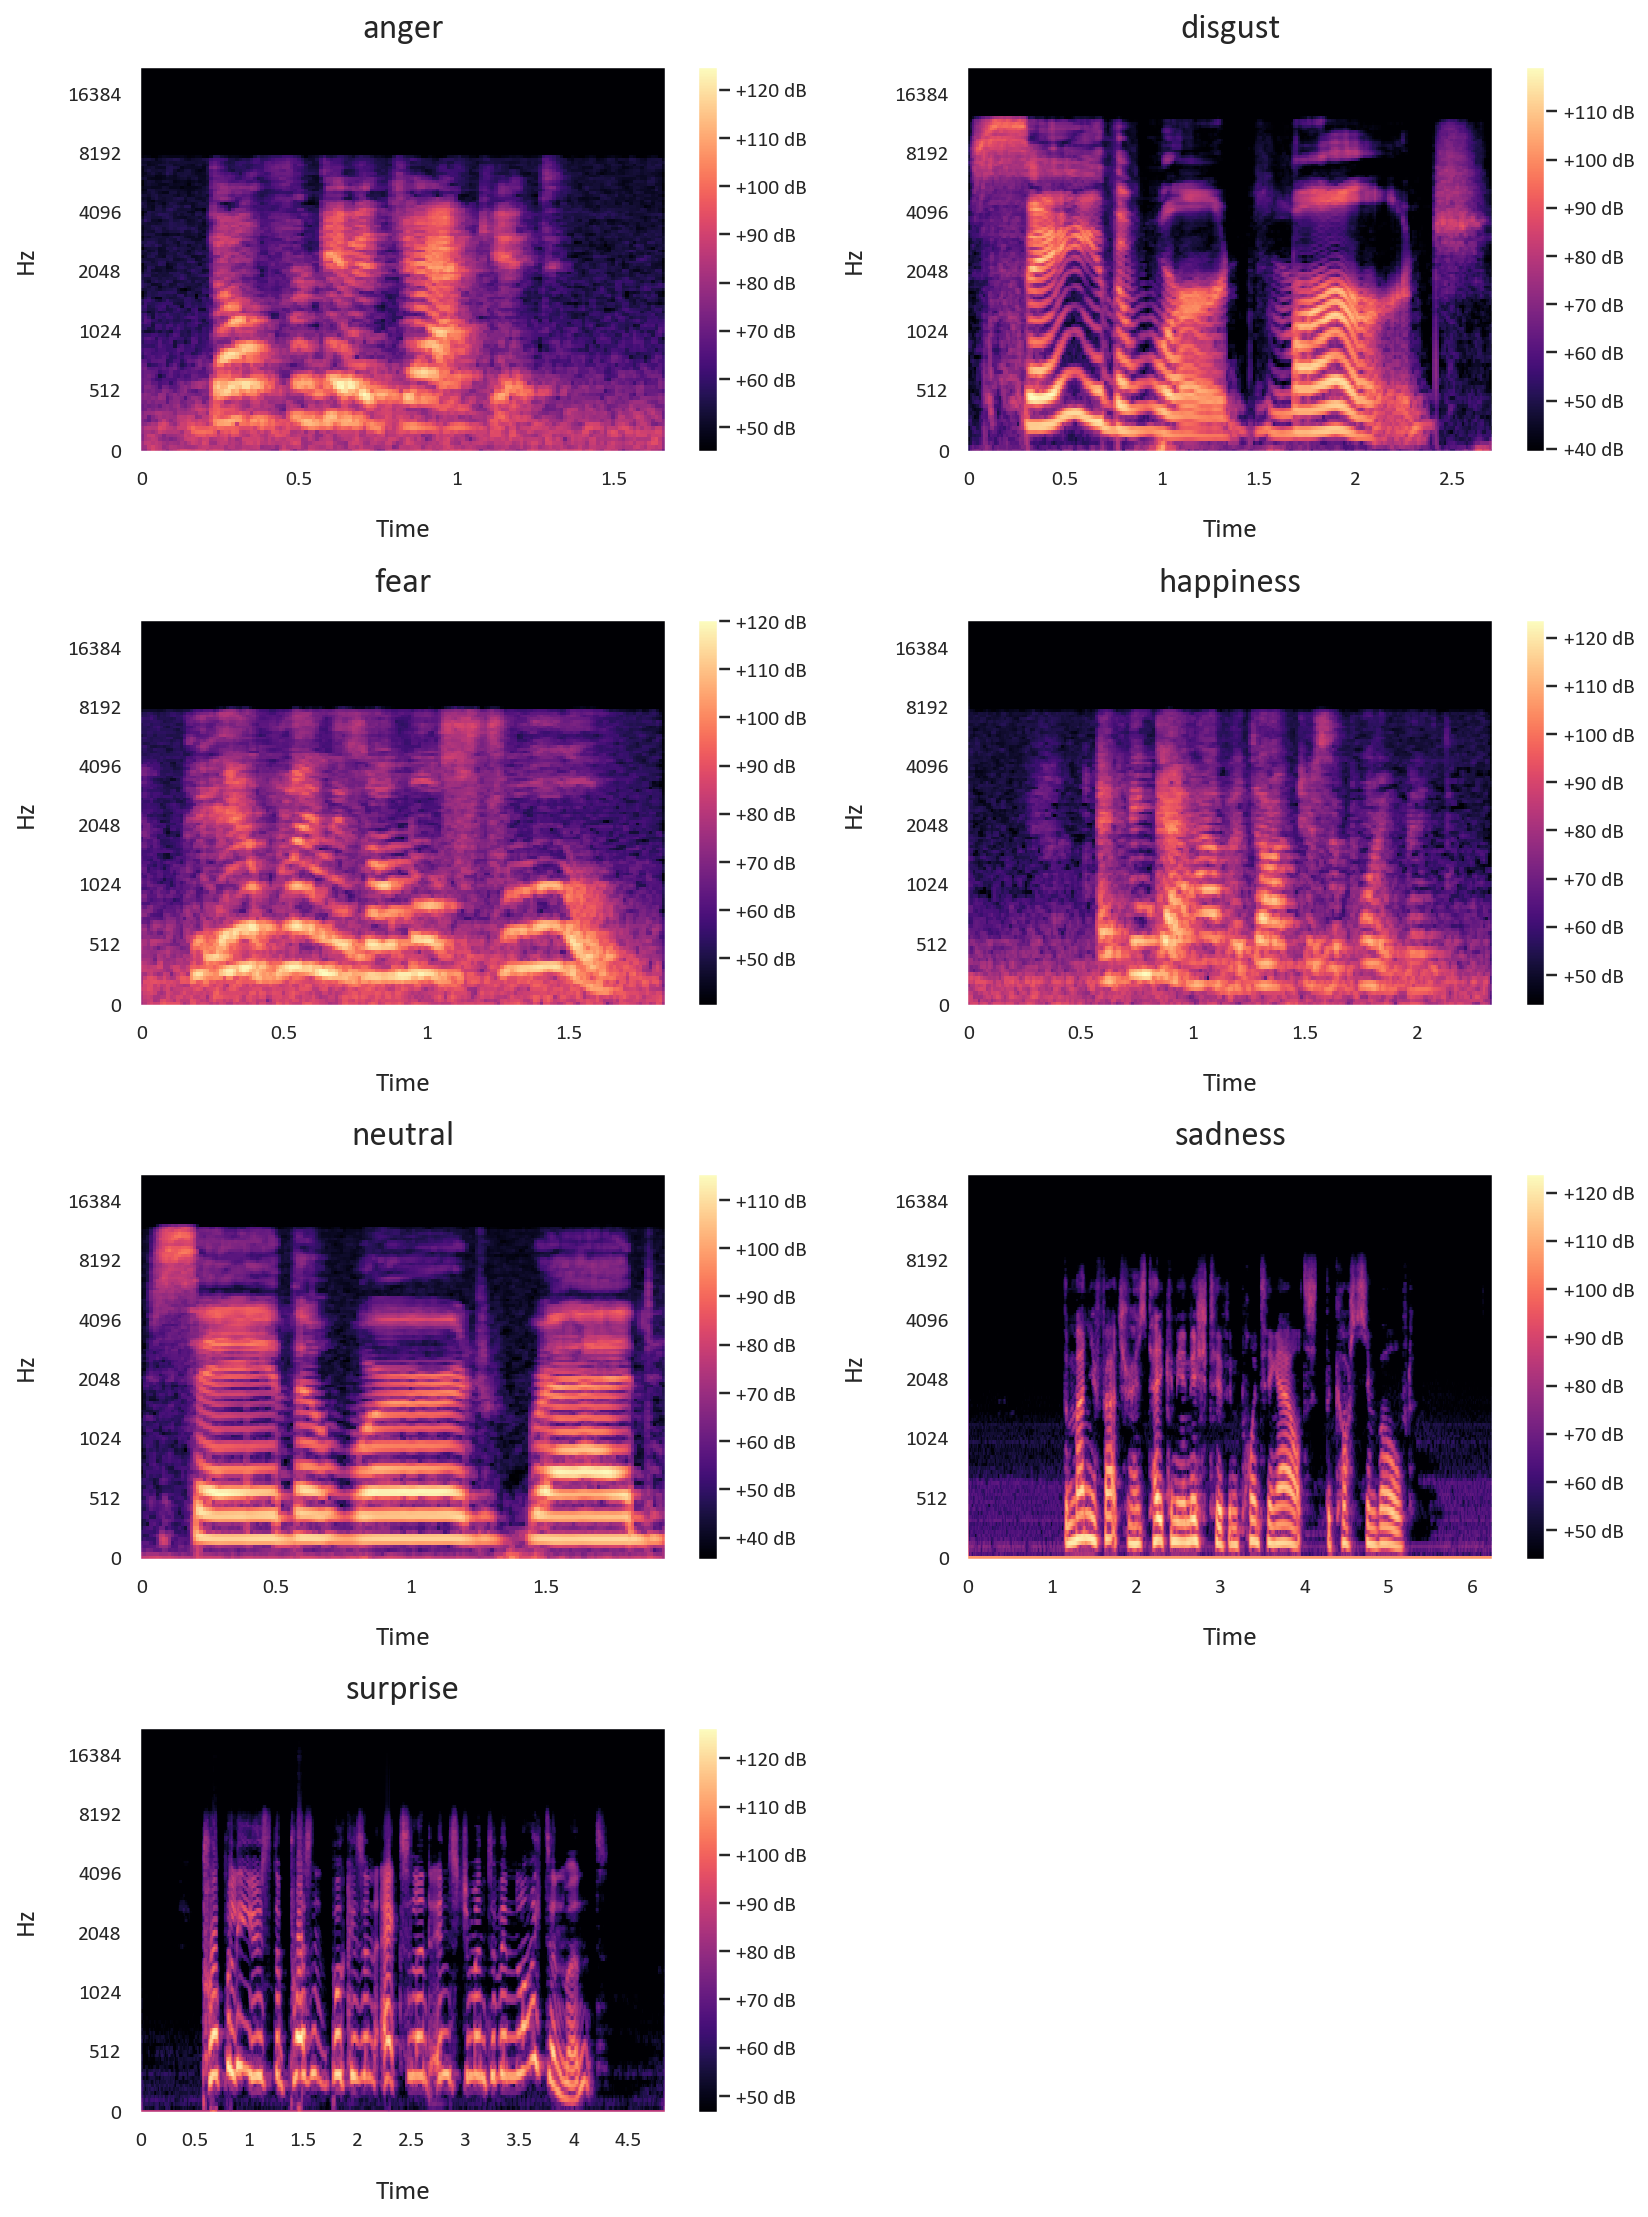 anger
16384
8192
4096
2048
1024
512
0
Hz
0 0.5 1 1.5
Time
+120 dB
+110 dB
+100 dB
+90 dB
+80 dB
+70 dB
+60 dB
+50 dB
disgust
16384
8192
4096
2048
1024
512
0
Hz
0 0.5 1 1.5 2 2.5
Time
+110 dB
+100 dB
+90 dB
+80 dB
+70 dB
+60 dB
+50 dB
+40 dB
fear
16384
8192
4096
2048
1024
512
0
Hz
0 0.5 1 1.5
Time
+120 dB
+110 dB
+100 dB
+90 dB
+80 dB
+70 dB
+60 dB
+50 dB
happiness
16384
8192
4096
2048
1024
512
0
Hz
0 0.5 1 1.5 2
Time
+120 dB
+110 dB
+100 dB
+90 dB
+80 dB
+70 dB
+60 dB
+50 dB
neutral
16384
8192
4096
2048
1024
512
0
Hz
0 0.5 1 1.5
Time
+110 dB
+100 dB
+90 dB
+80 dB
+70 dB
+60 dB
+50 dB
+40 dB
sadness
16384
8192
4096
2048
1024
512
0
Hz
0 1 2 3 4 5 6
Time
+120 dB
+110 dB
+100 dB
+90 dB
+80 dB
+70 dB
+60 dB
+50 dB
surprise
16384
8192
4096
2048
1024
512
0
Hz
0 0.5 1 1.5 2 2.5 3 3.5 4 4.5
Time
+120 dB
+110 dB
+100 dB
+90 dB
+80 dB
+70 dB
+60 dB
+50 dB